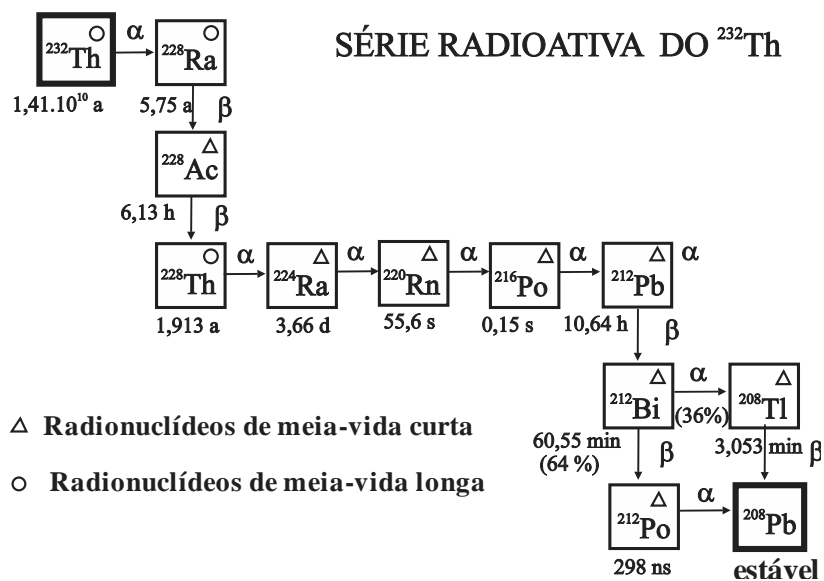 SÉRIE RADIOATIVA DO ²³²Th
²³²Th α ²²⁸Ra
1,41.10¹⁰ a 5,75 a β
²²⁸Ac
6,13 h β
²²⁸Th α ²²⁴Ra α ²²⁰Rn α ²¹⁶Po α ²¹²Pb α
1,913 a 3,66 d 55,6 s 0,15 s 10,64 h β
²¹²Bi α (36%) ²⁰⁸Tl
60,55 min (64 %) β 3,053 min β
²¹²Po α ²⁰⁸Pb
298 ns estável
Radionuclídeos de meia-vida curta
Radionuclídeos de meia-vida longa